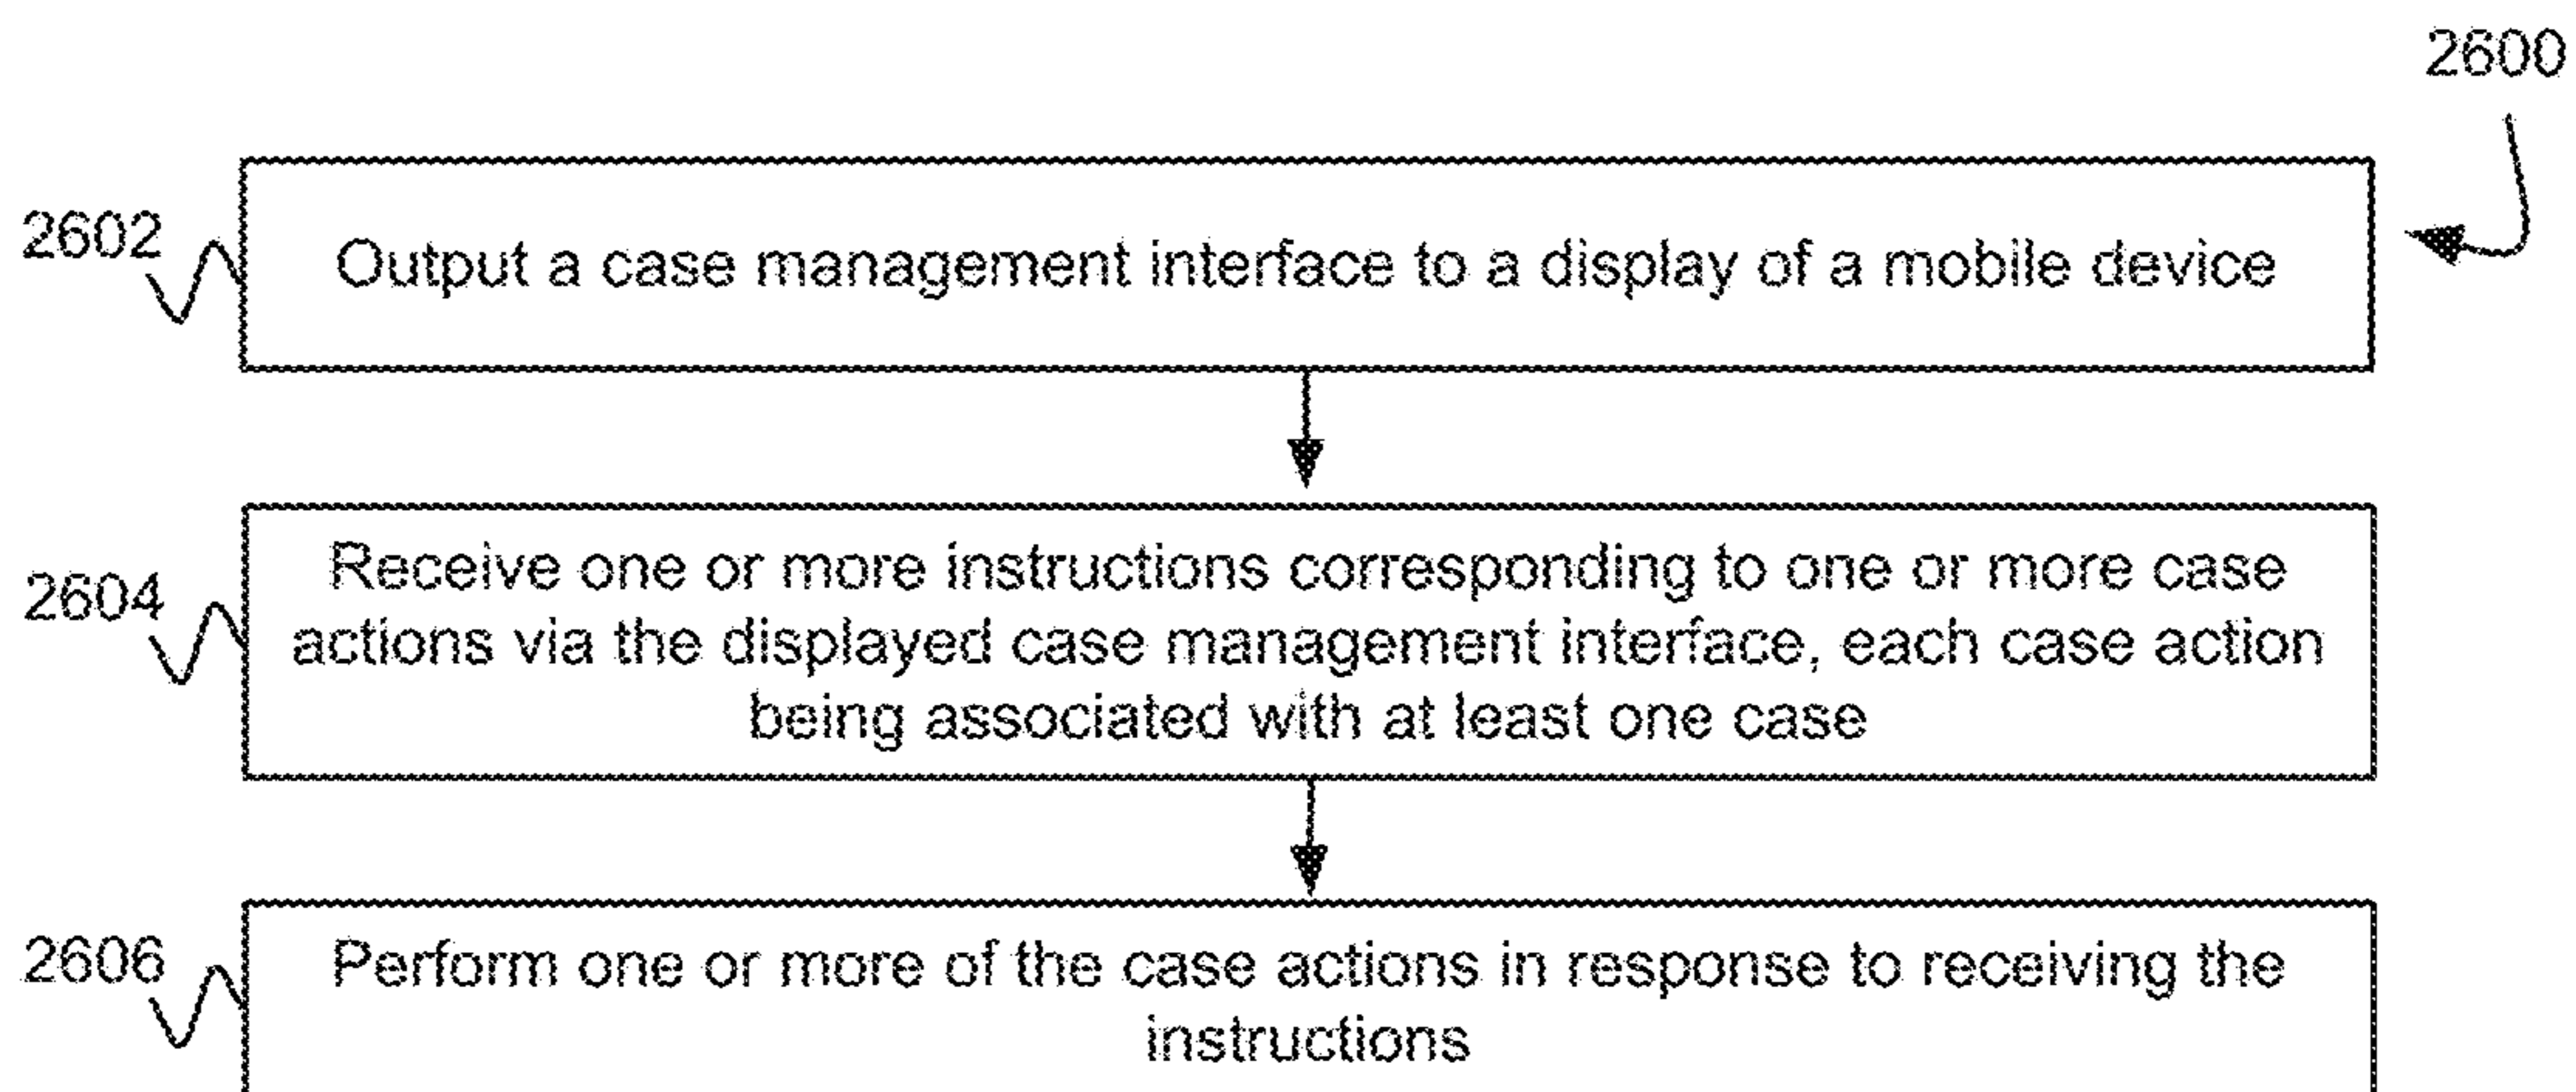 2600
2602
Output a case management interface to a display of a mobile device
2604
Receive one or more instructions corresponding to one or more case
actions via the displayed case management interface, each case action
being associated with at least one case
2606
Perform one or more of the case actions in response to receiving the
instructions